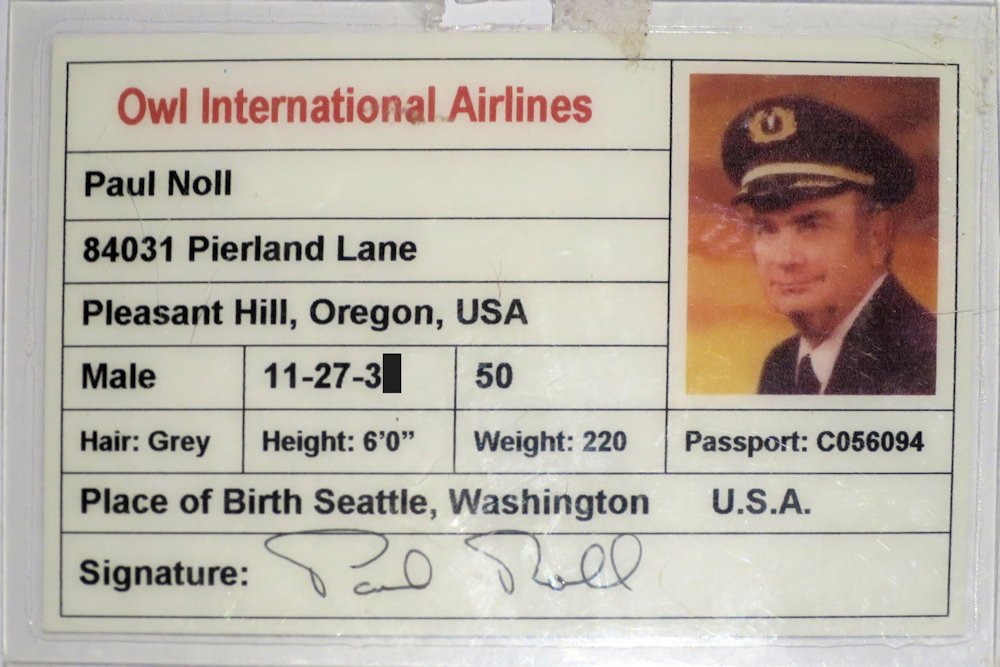 Owl International Airlines
Paul Noll
84031 Pierland Lane
Pleasant Hill, Oregon, USA
Male 11-27-3 50
Hair: Grey Height: 6'0" Weight: 220 Passport: C056094
Place of Birth Seattle, Washington U.S.A.
Signature: Paul Noll